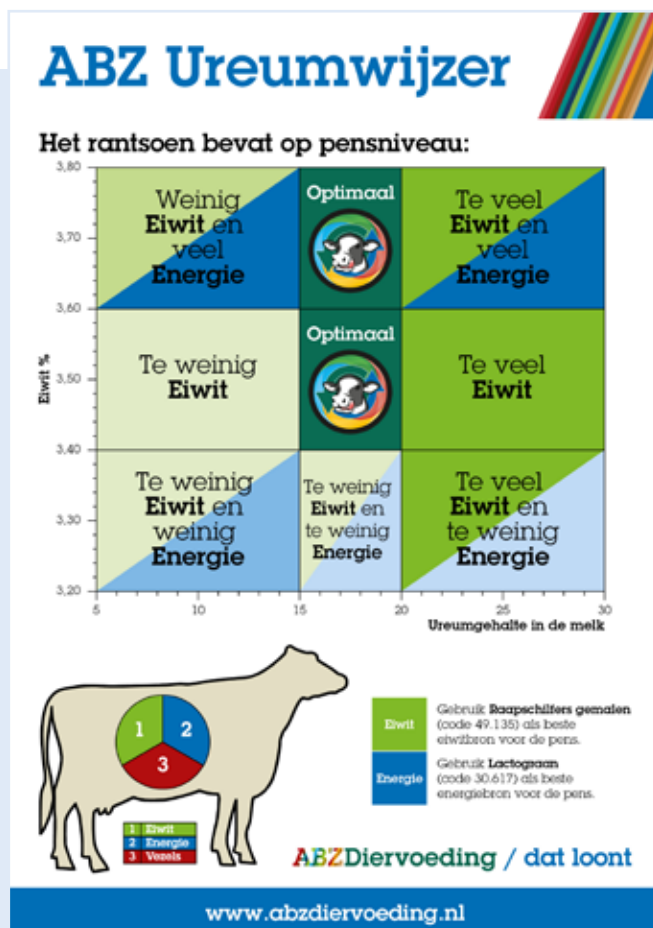 ABZ Ureumwijzer
Het rantsoen bevat op pensniveau:
3,80
3,70
3,60
3,50
3,40
3,30
3,20
Eiwit %
Weinig
Eiwit en
veel
Energie
Optimaal
Te veel
Eiwit en
veel
Energie
Te weinig
Eiwit
Optimaal
Te veel
Eiwit
Te weinig
Eiwit en
weinig
Energie
Te weinig
Eiwit en
te weinig
Energie
Te veel
Eiwit en
te weinig
Energie
5
10
15
20
25
30
Ureumgehalte in de melk
1
2
3
1 Eiwit
2 Energie
3 Vezels
Eiwit
Gebruik Raapschilfers gemalen
(code 49.135) als beste
eiwitbron voor de pens.
Energie
Gebruik Lactograan
(code 30.617) als beste
energiebron voor de pens.
ABZDiervoeding / dat loont
www.abzdiervoeding.nl